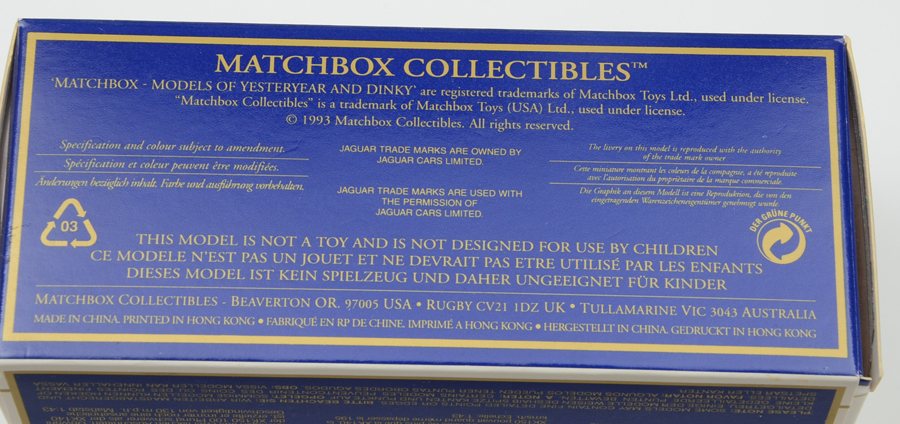 MATCHBOX COLLECTIBLES™
'MATCHBOX - MODELS OF YESTERYEAR AND DINKY' are registered trademarks of Matchbox Toys Ltd., used under license.
"Matchbox Collectibles" is a trademark of Matchbox Toys (USA) Ltd., used under license.
© 1993 Matchbox Collectibles. All rights reserved.
Specification and colour subject to amendment.
Spécification et coleur peuvent être modifiées.
Änderungen bezüglich inhalt. Farbe und ausführung vorbehalten.
JAGUAR TRADE MARKS ARE OWNED BY
JAGUAR CARS LIMITED.
JAGUAR TRADE MARKS ARE USED WITH
THE PERMISSION OF
JAGUAR CARS LIMITED.
The livery on this model is reproduced with the authority
of the trade mark owner
Cette miniature montrant les coleurs de la compagnie, a été reproduite
avec l'autorisation du propriétaire de la marque commerciale.
Die Graphik an diesem Modell ist eine Reproduktion, die von den
eingetragenden Warenzeicheneigentümer genehmigt wurde.
03
DER GRÜNE PUNKT
THIS MODEL IS NOT A TOY AND IS NOT DESIGNED FOR USE BY CHILDREN
CE MODELE N'EST PAS UN JOUET ET NE DEVRAIT PAS ETRE UTILISÉ PAR LES ENFANTS
DIESES MODEL IST KEIN SPIELZEUG UND DAHER UNGEEIGNET FÜR KINDER
MATCHBOX COLLECTIBLES - BEAVERTON OR. 97005 USA • RUGBY CV21 1DZ UK • TULLAMARINE VIC 3043 AUSTRALIA
MADE IN CHINA. PRINTED IN HONG KONG • FABRIQUÉ EN RP DE CHINE. IMPRIMÉ A HONG KONG • HERGESTELLT IN CHINA. GEDRUCKT IN HONG KONG